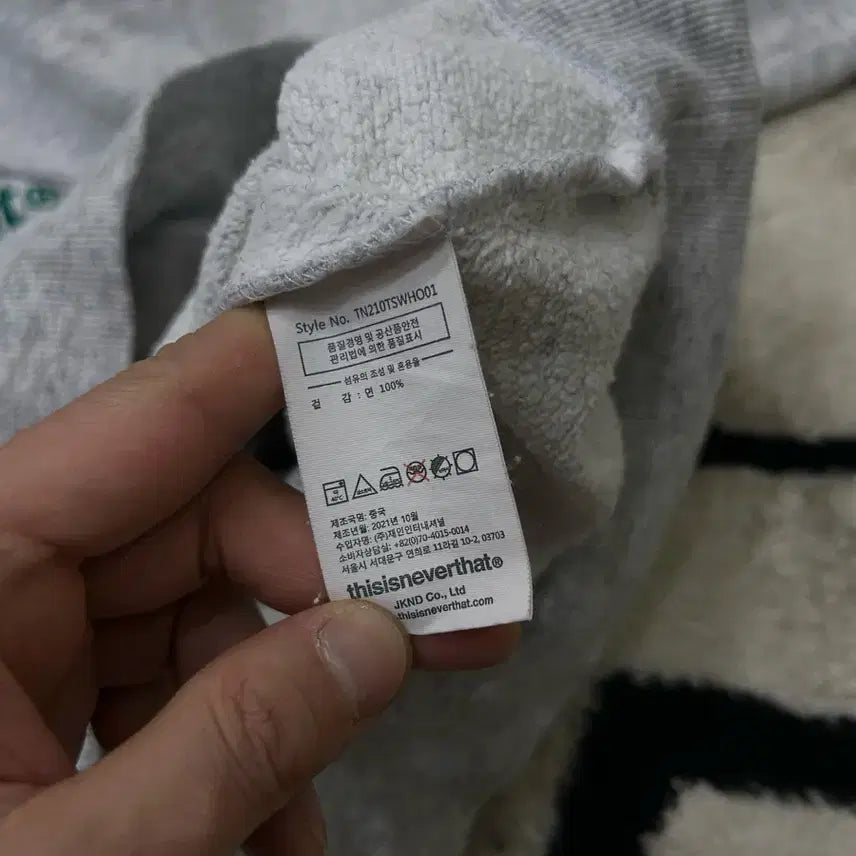 t®
Style No. TN210TSWHO01
품질경영 및 공산품안전
관리법에 의한 품질표시
섬유의 조성 및 혼용율
겉 감 : 면 100%
제조국명: 중국
제조년월: 2021년 10월
수입자명: (주)제인인터내셔널
소비자상담실: +82(0)70-4015-0014
서울시 서대문구 연희로 11라길 10-2, 03703
thisisneverthat®
JKND Co., Ltd
thisisneverthat.com